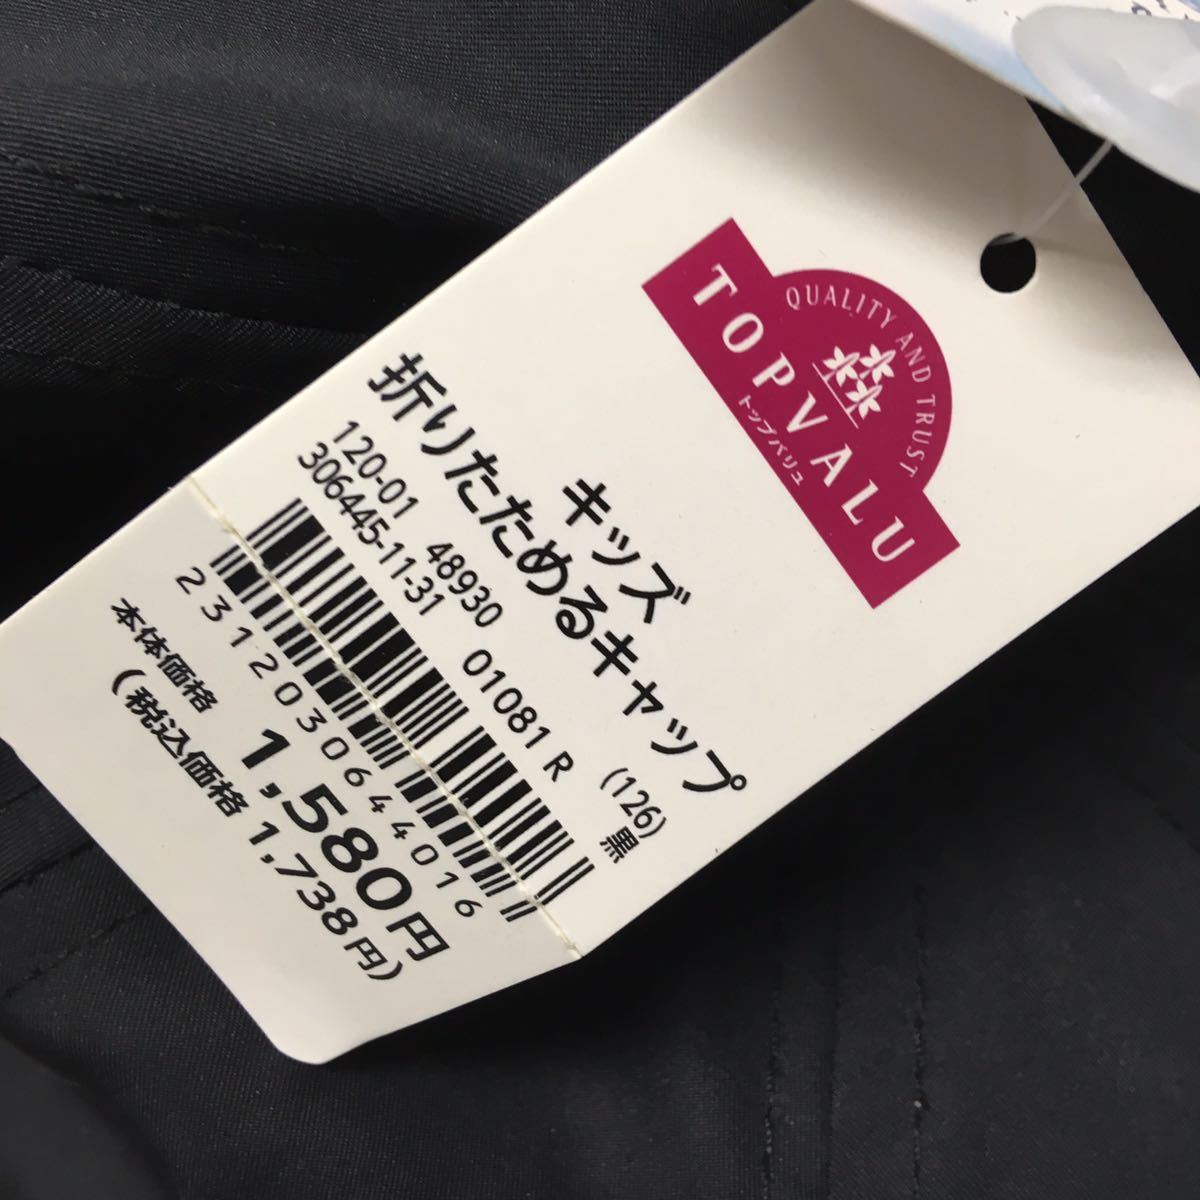 QUALITY AND TRUST
TOPVALU
トップバリュ
キッズ
折りたためるキャップ
120-01 48930 01081 R (126)
306445-11-31 黒
2312030644016
本体価格 1,580円
(税込価格 1,738円)